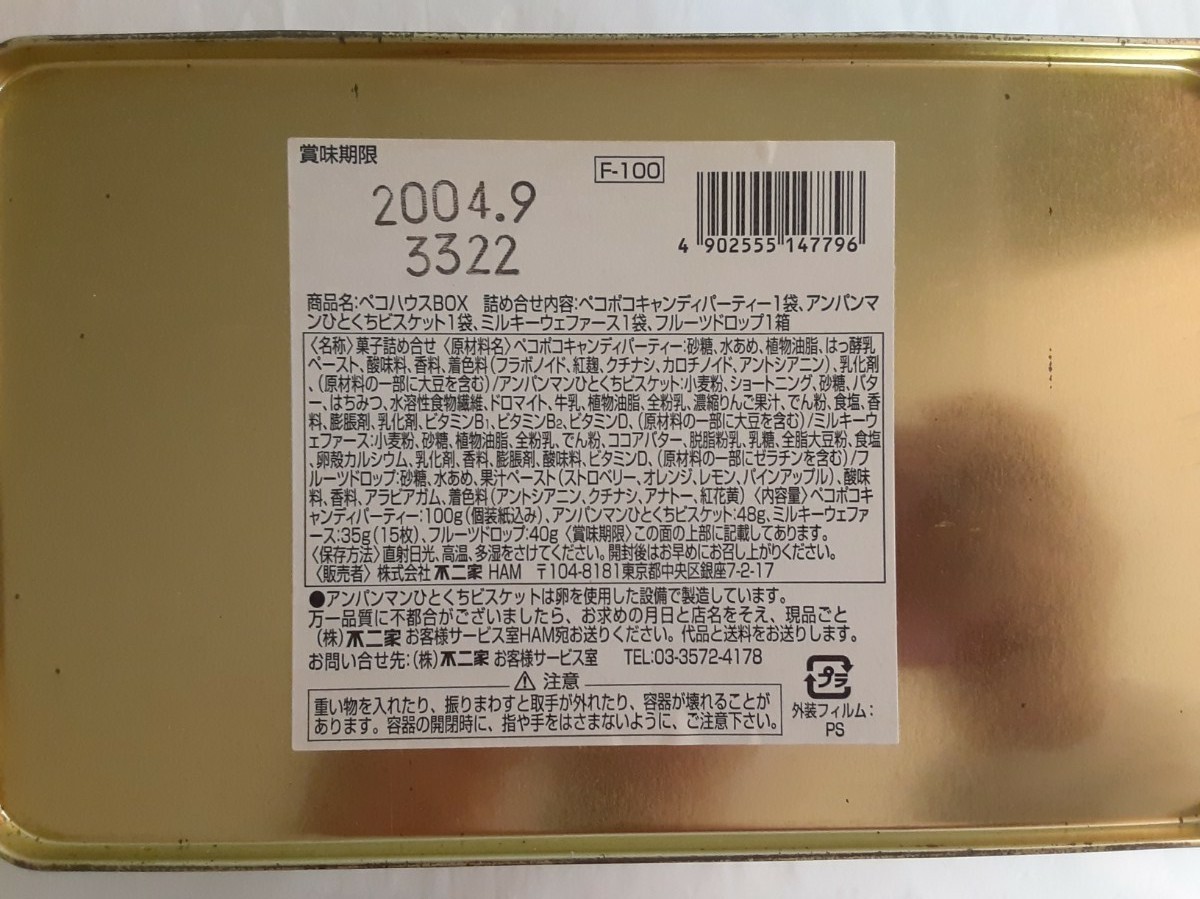 賞味期限
F-100
2004.9
3322
4 902555 147796
商品名:ペコハウスBOX 詰め合せ内容:ペコポコキャンディパーティー1袋、アンパンマ
ンひとくちビスケット1袋、ミルキーウェファース1袋、フルーツドロップ1箱
〈名称〉菓子詰め合せ〈原材料名〉ペコポコキャンディパーティー:砂糖、水あめ、植物油脂、はっ酵乳
ペースト、酸味料、香料、着色料(フラボノイド、紅麹、クチナシ、カロチノイド、アントシアニン)、乳化剤
、(原材料の一部に大豆を含む)/アンパンマンひとくちビスケット:小麦粉、ショートニング、砂糖、バタ
ー、はちみつ、水溶性食物繊維、ドロマイト、牛乳、植物油脂、全粉乳、濃縮りんご果汁、でん粉、食塩、香
料、膨脹剤、乳化剤、ビタミンB₁、ビタミンB₂、ビタミンD、(原材料の一部に大豆を含む)/ミルキーウ
ェファース:小麦粉、砂糖、植物油脂、全粉乳、でん粉、ココアバター、脱脂粉乳、乳糖、全脂大豆粉、食塩
、卵殻カルシウム、乳化剤、香料、膨脹剤、酸味料、ビタミンD、(原材料の一部にゼラチンを含む)/フ
ルーツドロップ:砂糖、水あめ、果汁ペースト(ストロベリー、オレンジ、レモン、パインアップル)、酸味
料、香料、アラビアガム、着色料(アントシアニン、クチナシ、アナトー、紅花黄)〈内容量〉ペコポコキ
ャンディパーティー:100g(個装紙込み)、アンパンマンひとくちビスケット:48g、ミルキーウェファ
ース:35g(15枚)、フルーツドロップ:40g〈賞味期限〉この面の上部に記載してあります。
〈保存方法〉直射日光、高温、多湿をさけてください。開封後はお早めにお召し上がりください。
〈販売者〉株式会社 不二家 HAM 〒104-8181東京都中央区銀座7-2-17
●アンパンマンひとくちビスケットは卵を使用した設備で製造しています。
万一品質に不都合がございましたら、お求めの月日と店名をそえ、現品ごと
(株)不二家 お客様サービス室HAM宛お送りください。代品と送料をお送りします。
お問い合せ先:(株)不二家 お客様サービス室 TEL:03-3572-4178
⚠ 注意
重い物を入れたり、振りまわすと取手が外れたり、容器が壊れることが
あります。容器の開閉時に、指や手をはさまないように、ご注意下さい。
プラ
外装フィルム:
PS